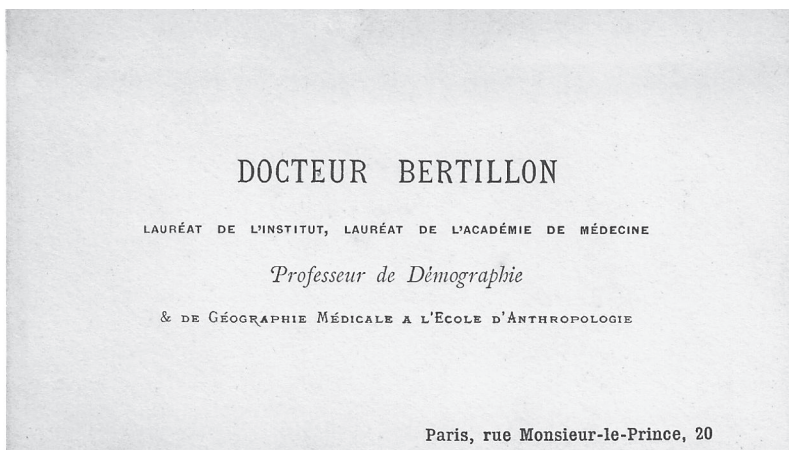 DOCTEUR BERTILLON
LAURÉAT DE L'INSTITUT, LAURÉAT DE L'ACADÉMIE DE MÉDECINE
Professeur de Démographie
& DE GÉOGRAPHIE MÉDICALE A L'ECOLE D'ANTHROPOLOGIE
Paris, rue Monsieur-le-Prince, 20